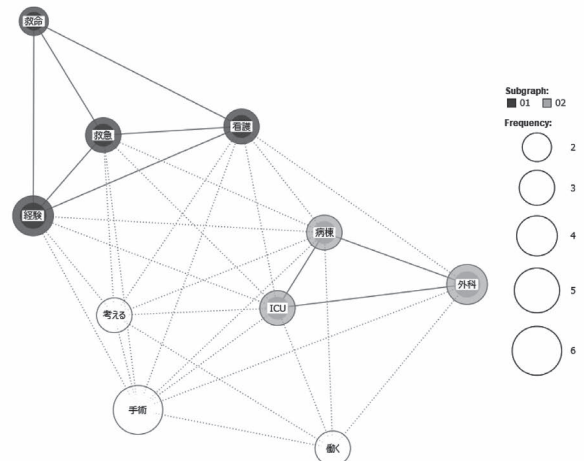 救命
救急
看護
経験
病棟
外科
ICU
考える
手術
働く
Subgraph:
01 02
Frequency:
2
3
4
5
6